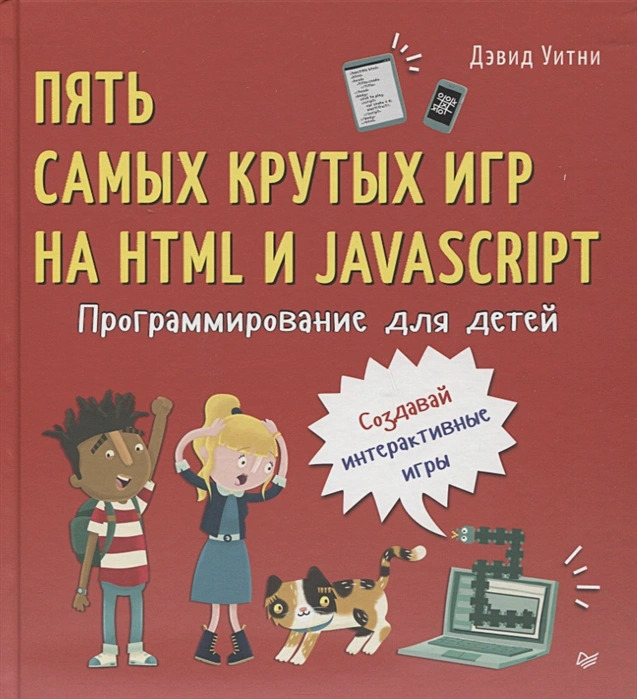 Дэвид Уитни
ПЯТЬ
САМЫХ КРУТЫХ ИГР
НА HTML И JAVASCRIPT
Программирование для детей
Создавай
интерактивные
игры